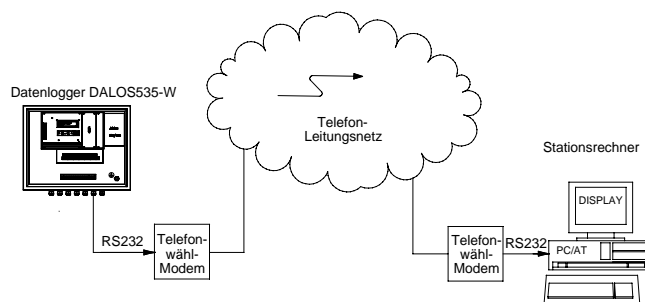 Datenlogger DALOS535-W
Telefon-
Leitungsnetz
Stationsrechner
DISPLAY
RS232
Telefon-
wähl-
Modem
Telefon-
wähl-
Modem
RS232
PC/AT